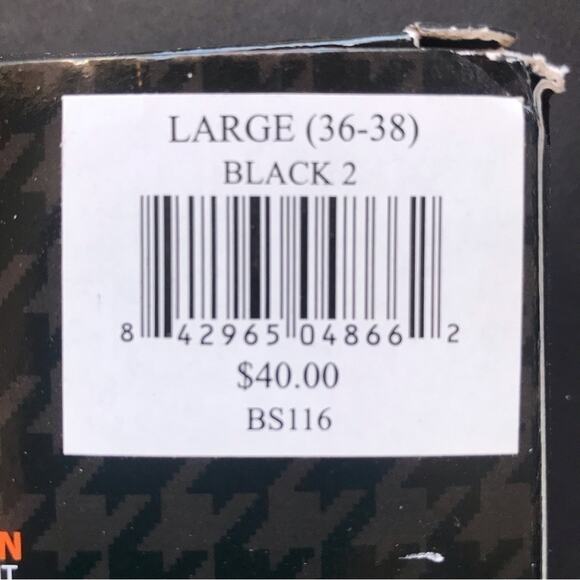 LARGE (36-38)
BLACK 2
8 42965 04866 2
$40.00
BS116
N
T